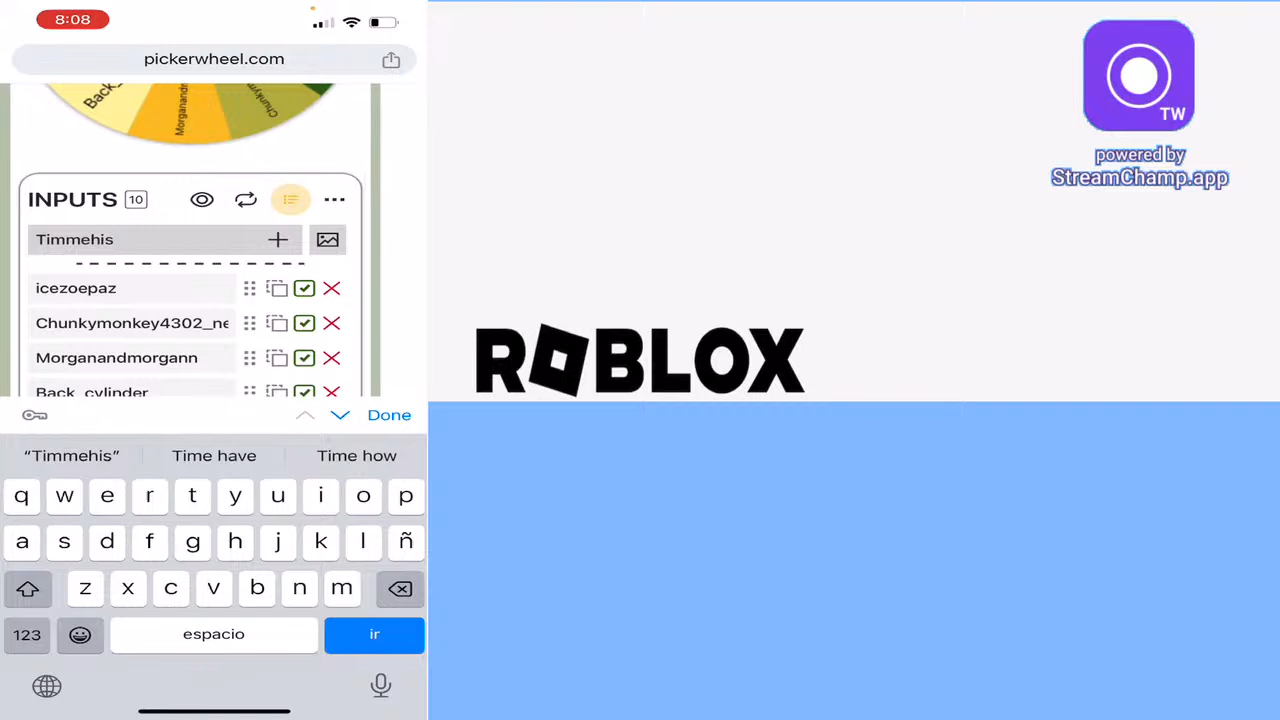 8:08
pickerwheel.com
Back_
Morganandm
Chunkym
INPUTS 10
Timmehis
icezoepaz
Chunkymonkey4302_ne
Morganandmorgann
Back_cylinder
Done
“Timmehis”
Time have
Time how
q w e r t y u i o p
a s d f g h j k l ñ
z x c v b n m
123
espacio
ir
TW
powered by
StreamChamp.app
ROBLOX